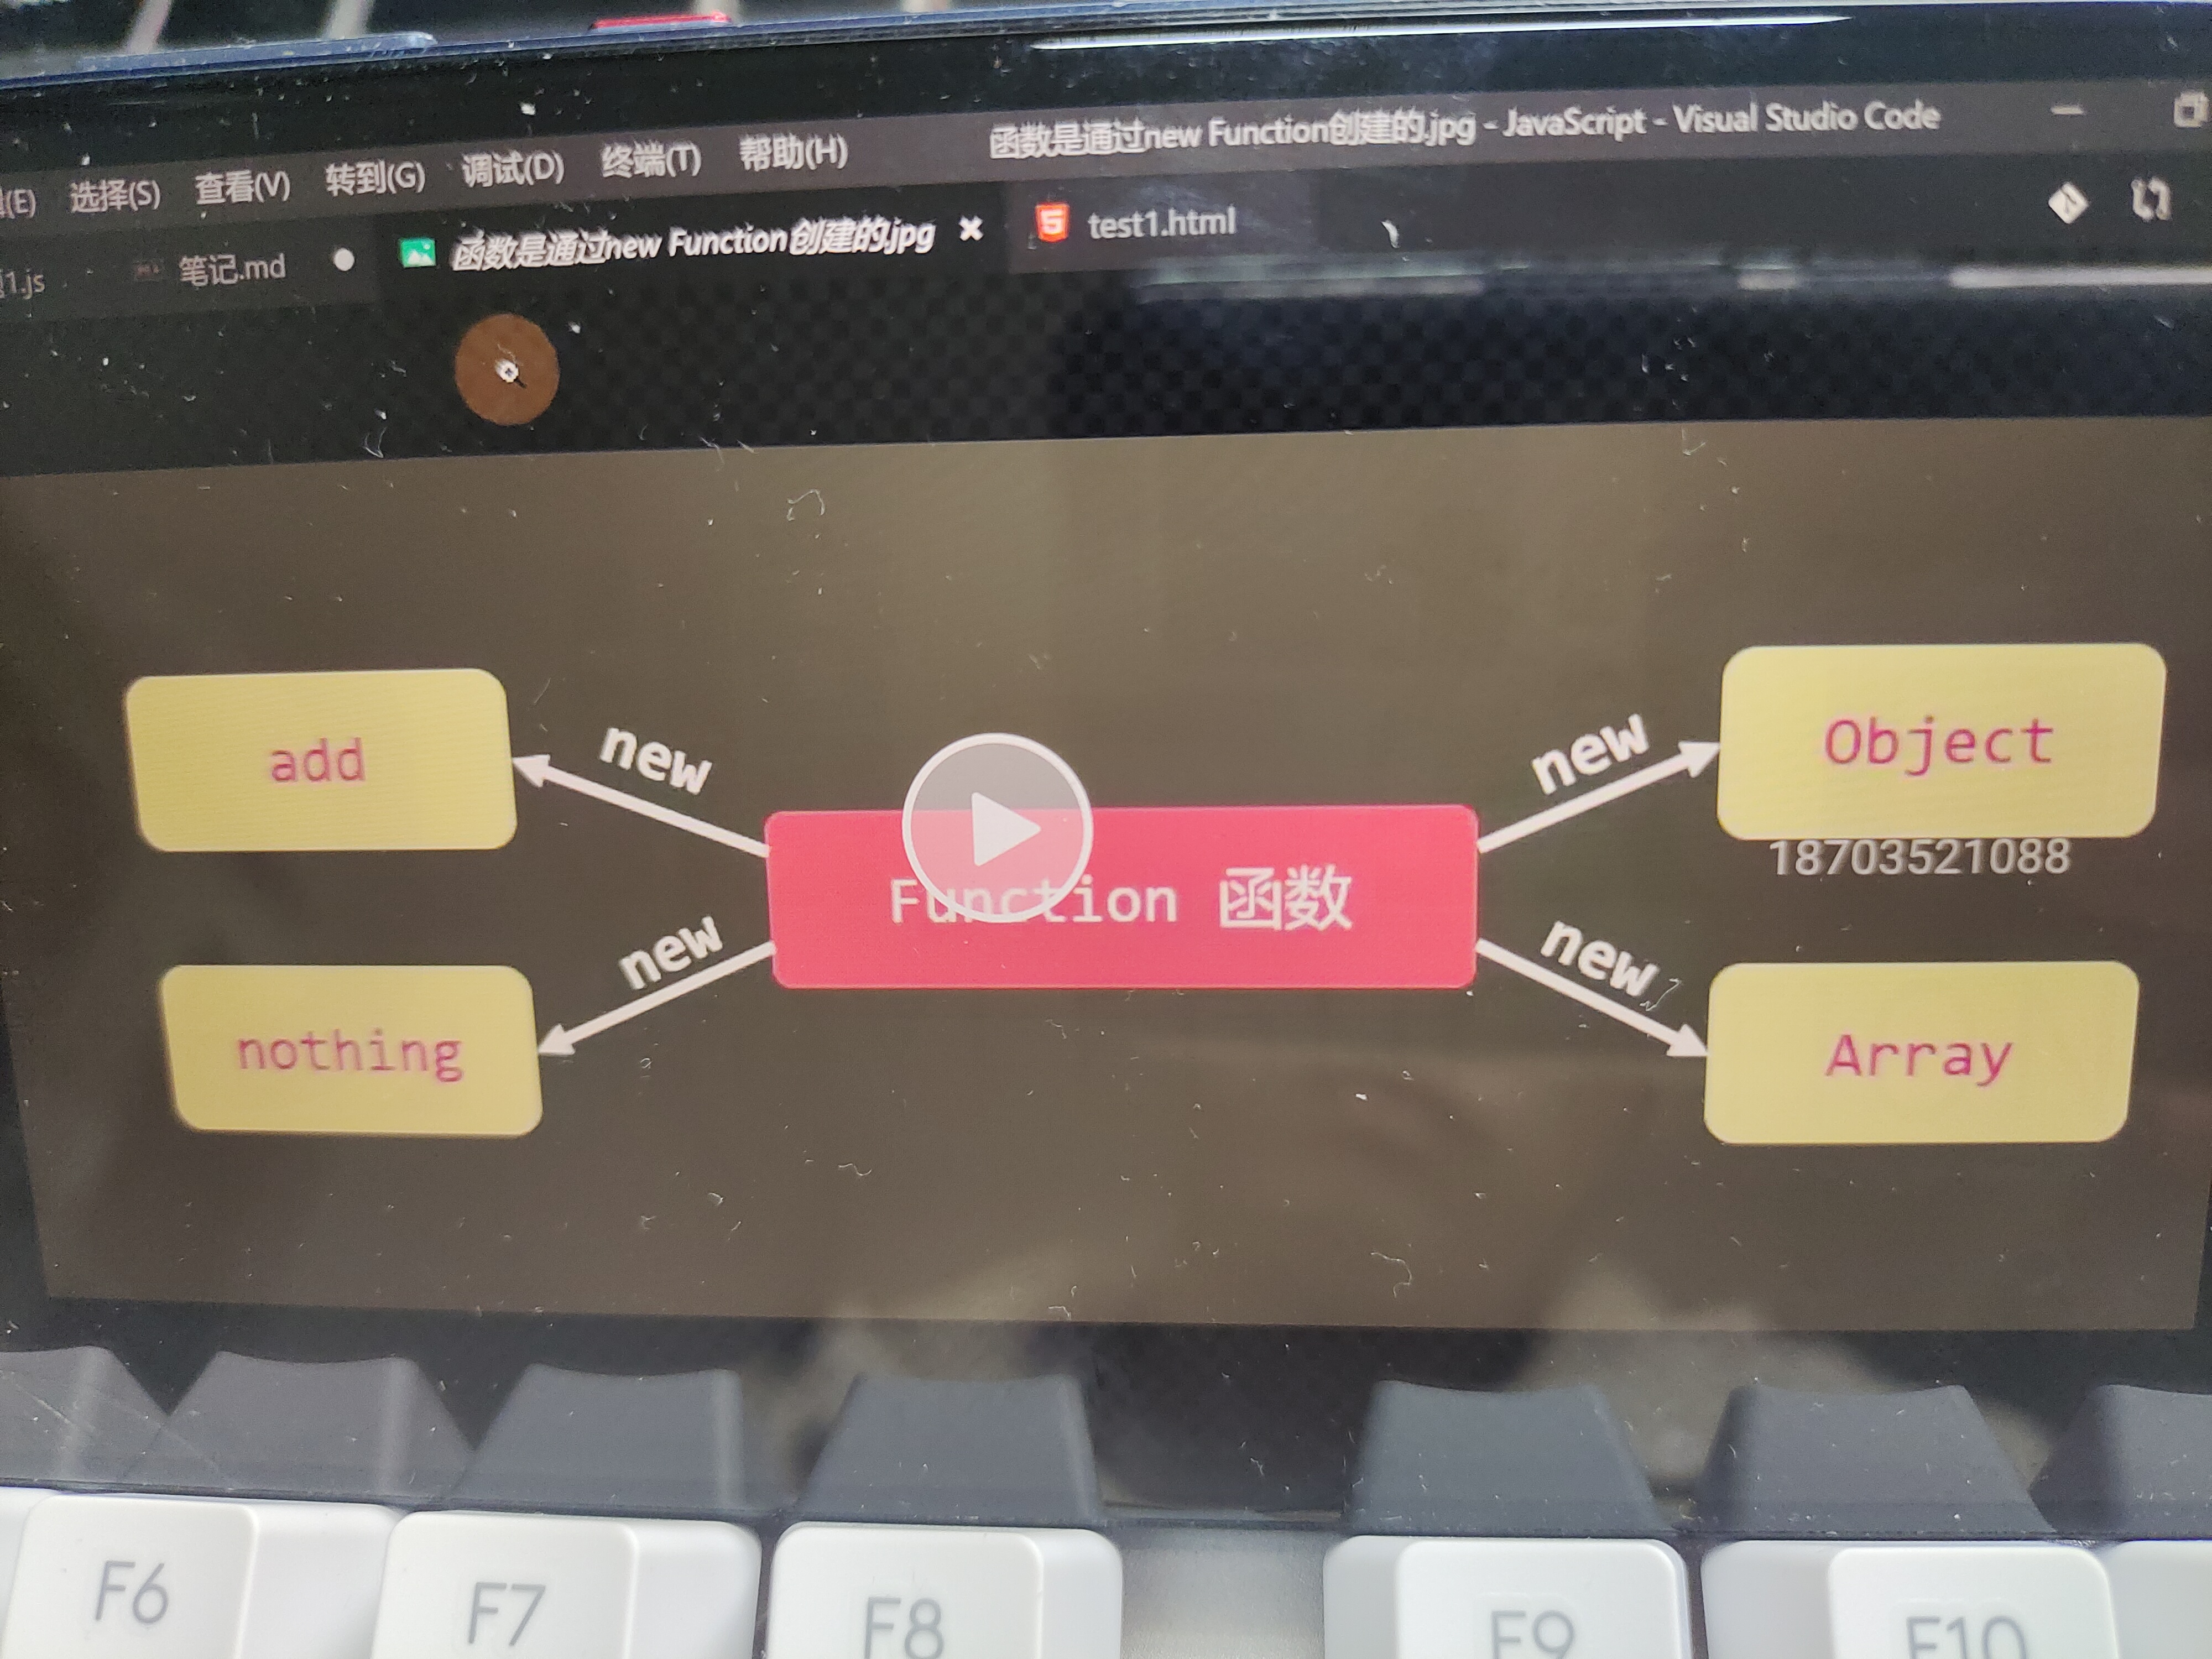 函数是通过new Function创建的.jpg - JavaScript - Visual Studio Code
(E) 选择(S) 查看(V) 转到(G) 调试(D) 终端(T) 帮助(H)
1.js 笔记.md 函数是通过new Function创建的.jpg test1.html
add
new
new
Object
Function 函数
18703521088
nothing
new
new
Array
F6 F7 F8 F9 F10